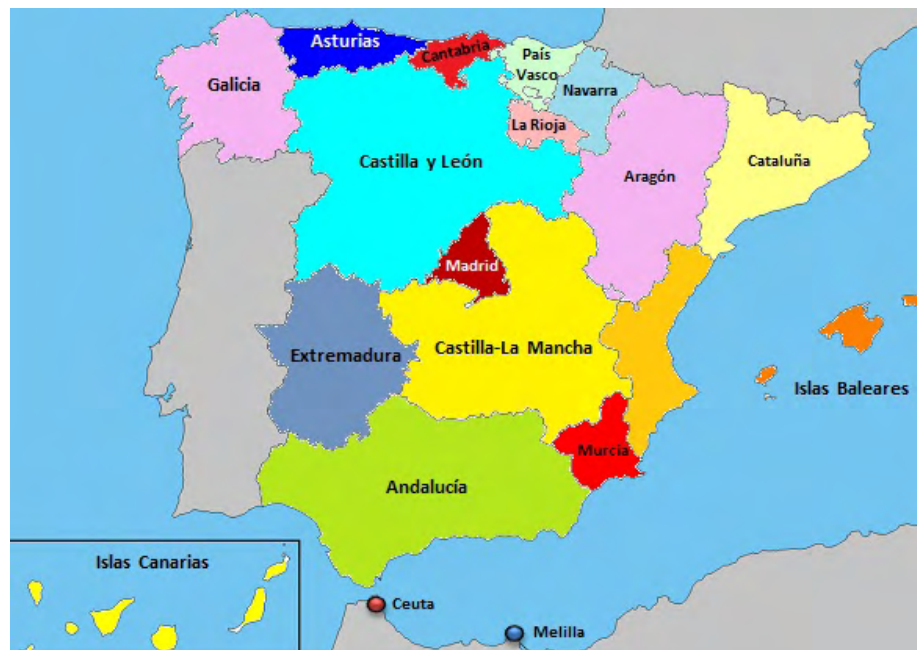 Asturias
Cantabria
País
Vasco
Navarra
Galicia
La Rioja
Castilla y León
Aragón
Cataluña
Madrid
Castilla-La Mancha
Extremadura
Islas Baleares
Murcia
Andalucía
Islas Canarias
Ceuta
Melilla